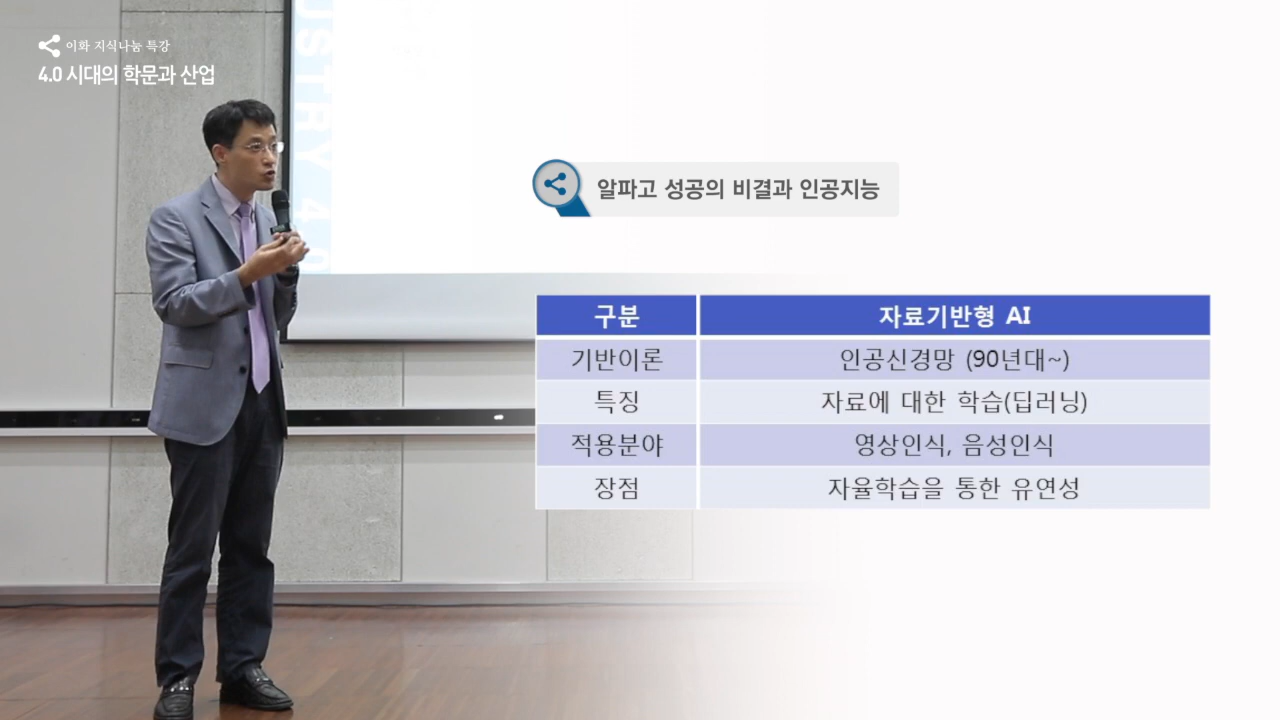 이화 지식나눔 특강
4.0 시대의 학문과 산업
USTRY 4.0
알파고 성공의 비결과 인공지능
구분 자료기반형 AI
기반이론 인공신경망 (90년대~)
특징 자료에 대한 학습(딥러닝)
적용분야 영상인식, 음성인식
장점 자율학습을 통한 유연성